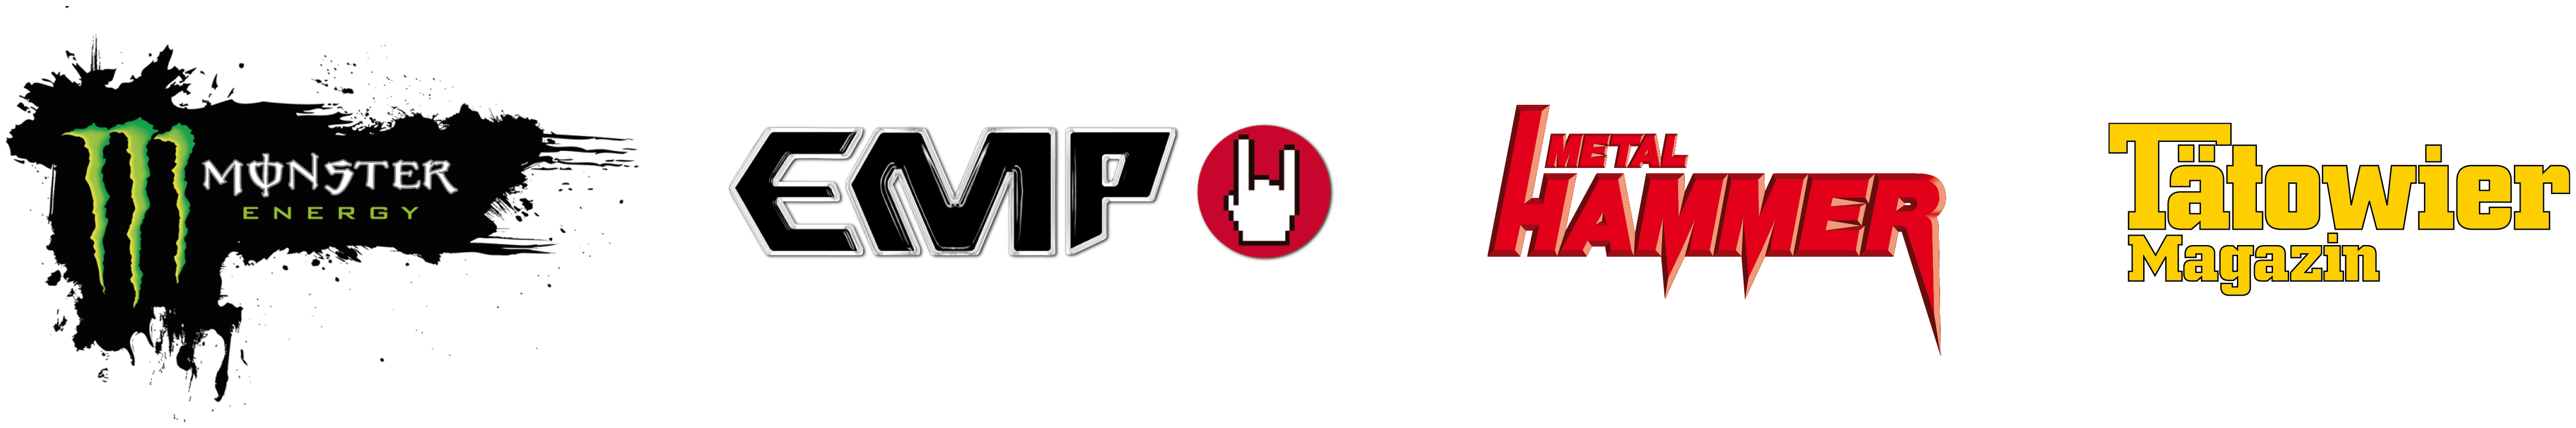 MONSTER
ENERGY
EMP
METAL
HAMMER
Tätowier
Magazin